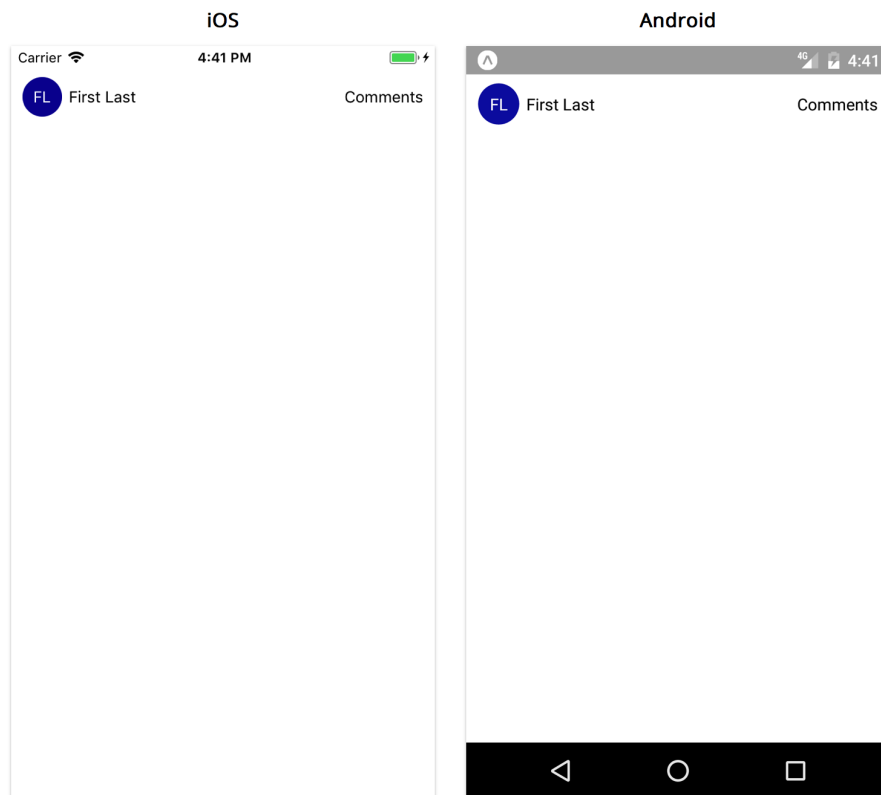 iOS
Carrier 4:41 PM
FL First Last Comments
Android
4G 4:41
FL First Last Comments